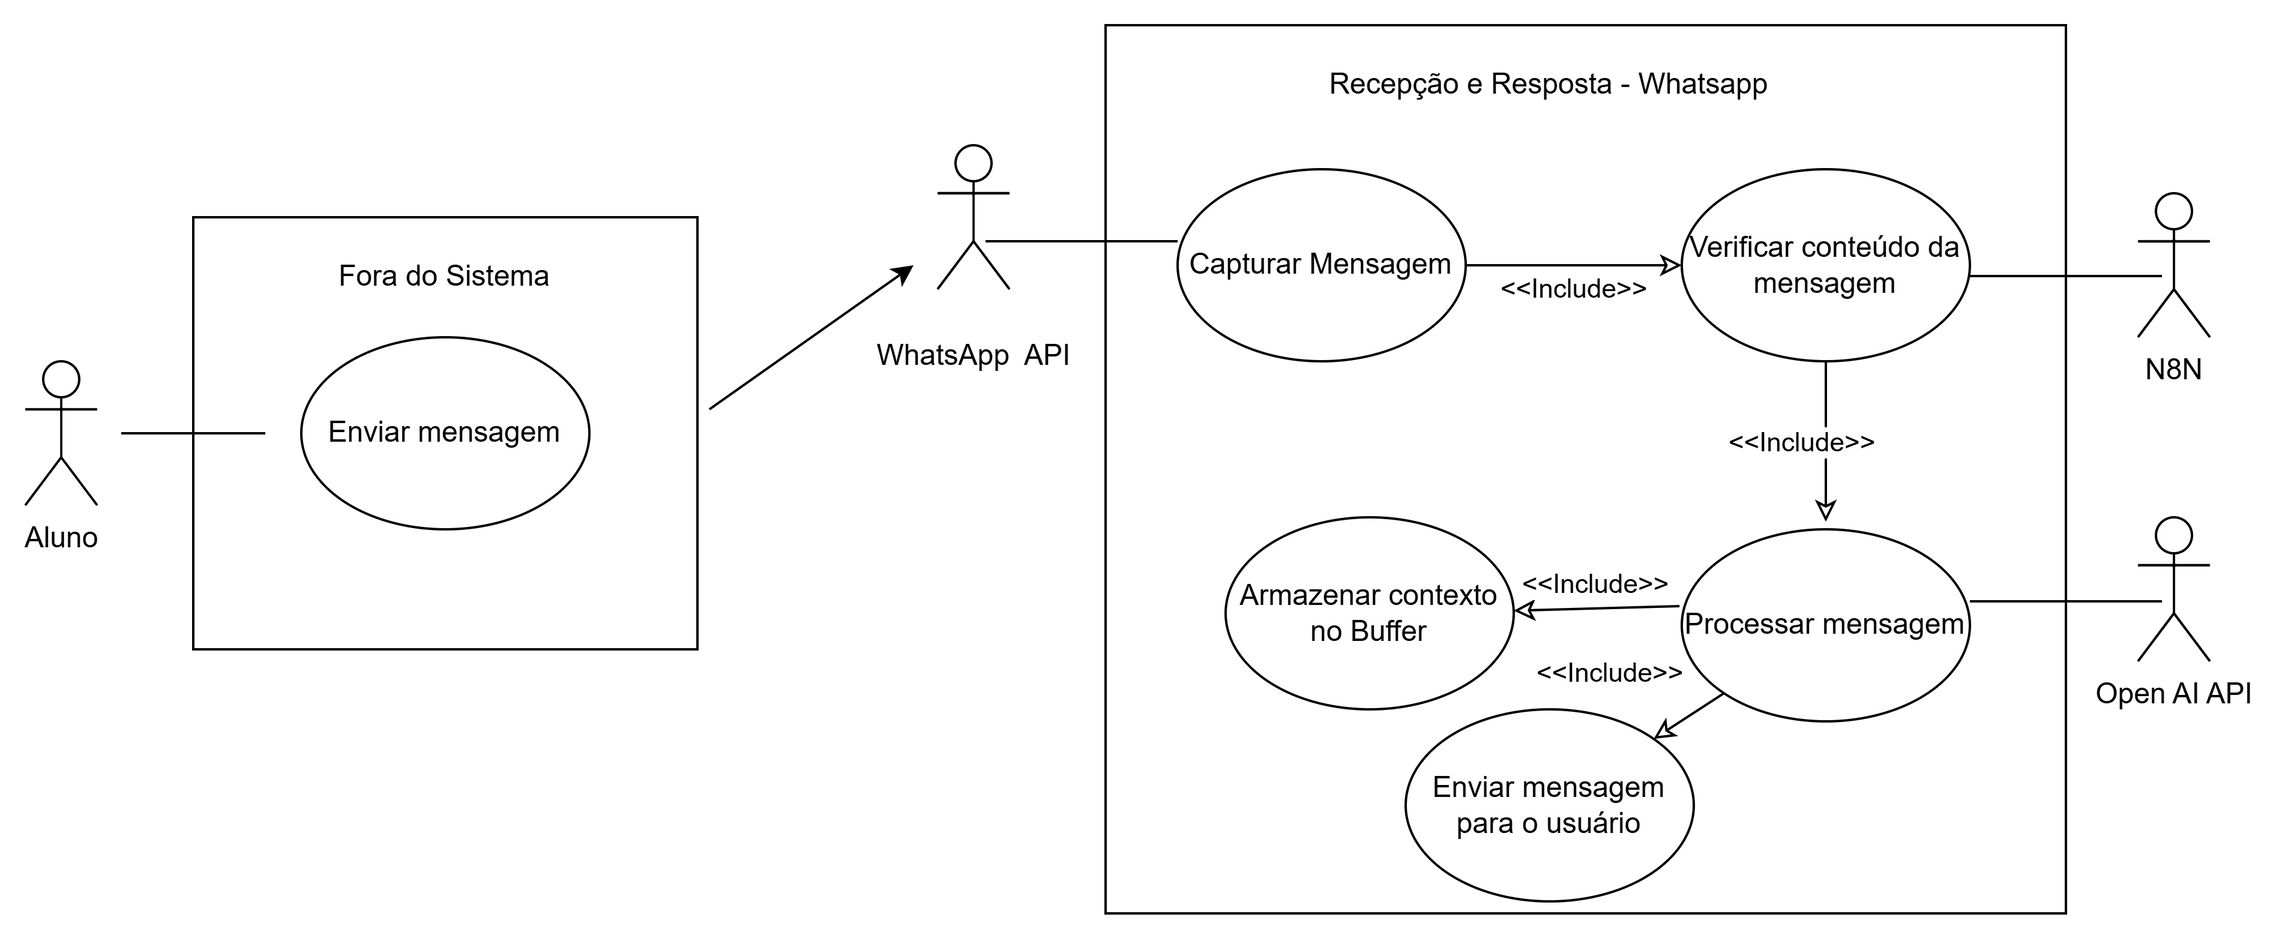 Recepção e Resposta - Whatsapp
Fora do Sistema
Enviar mensagem
Aluno
WhatsApp  API
Capturar Mensagem
<<Include>>
Verificar conteúdo da
mensagem
N8N
<<Include>>
Armazenar contexto
no Buffer
<<Include>>
Processar mensagem
Open AI API
<<Include>>
Enviar mensagem
para o usuário